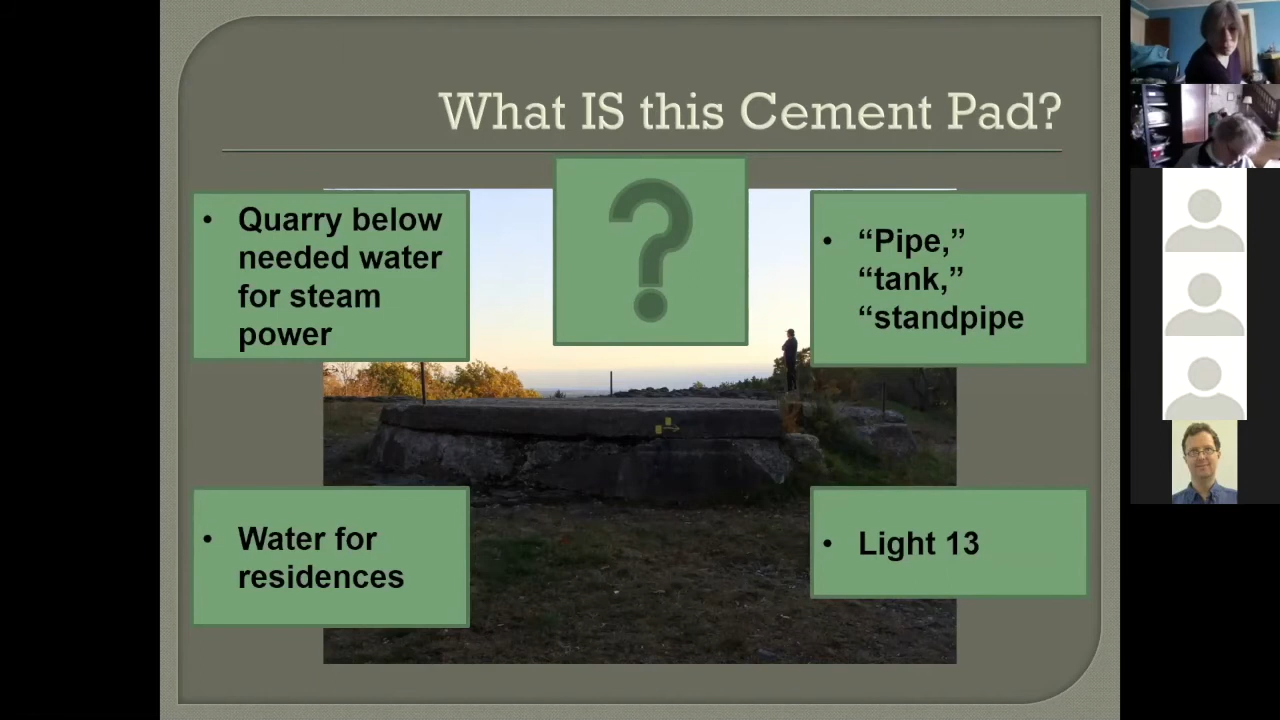 What IS this Cement Pad?
• Quarry below
needed water
for steam
power
?
• “Pipe,”
“tank,”
“standpipe
• Water for
residences
• Light 13